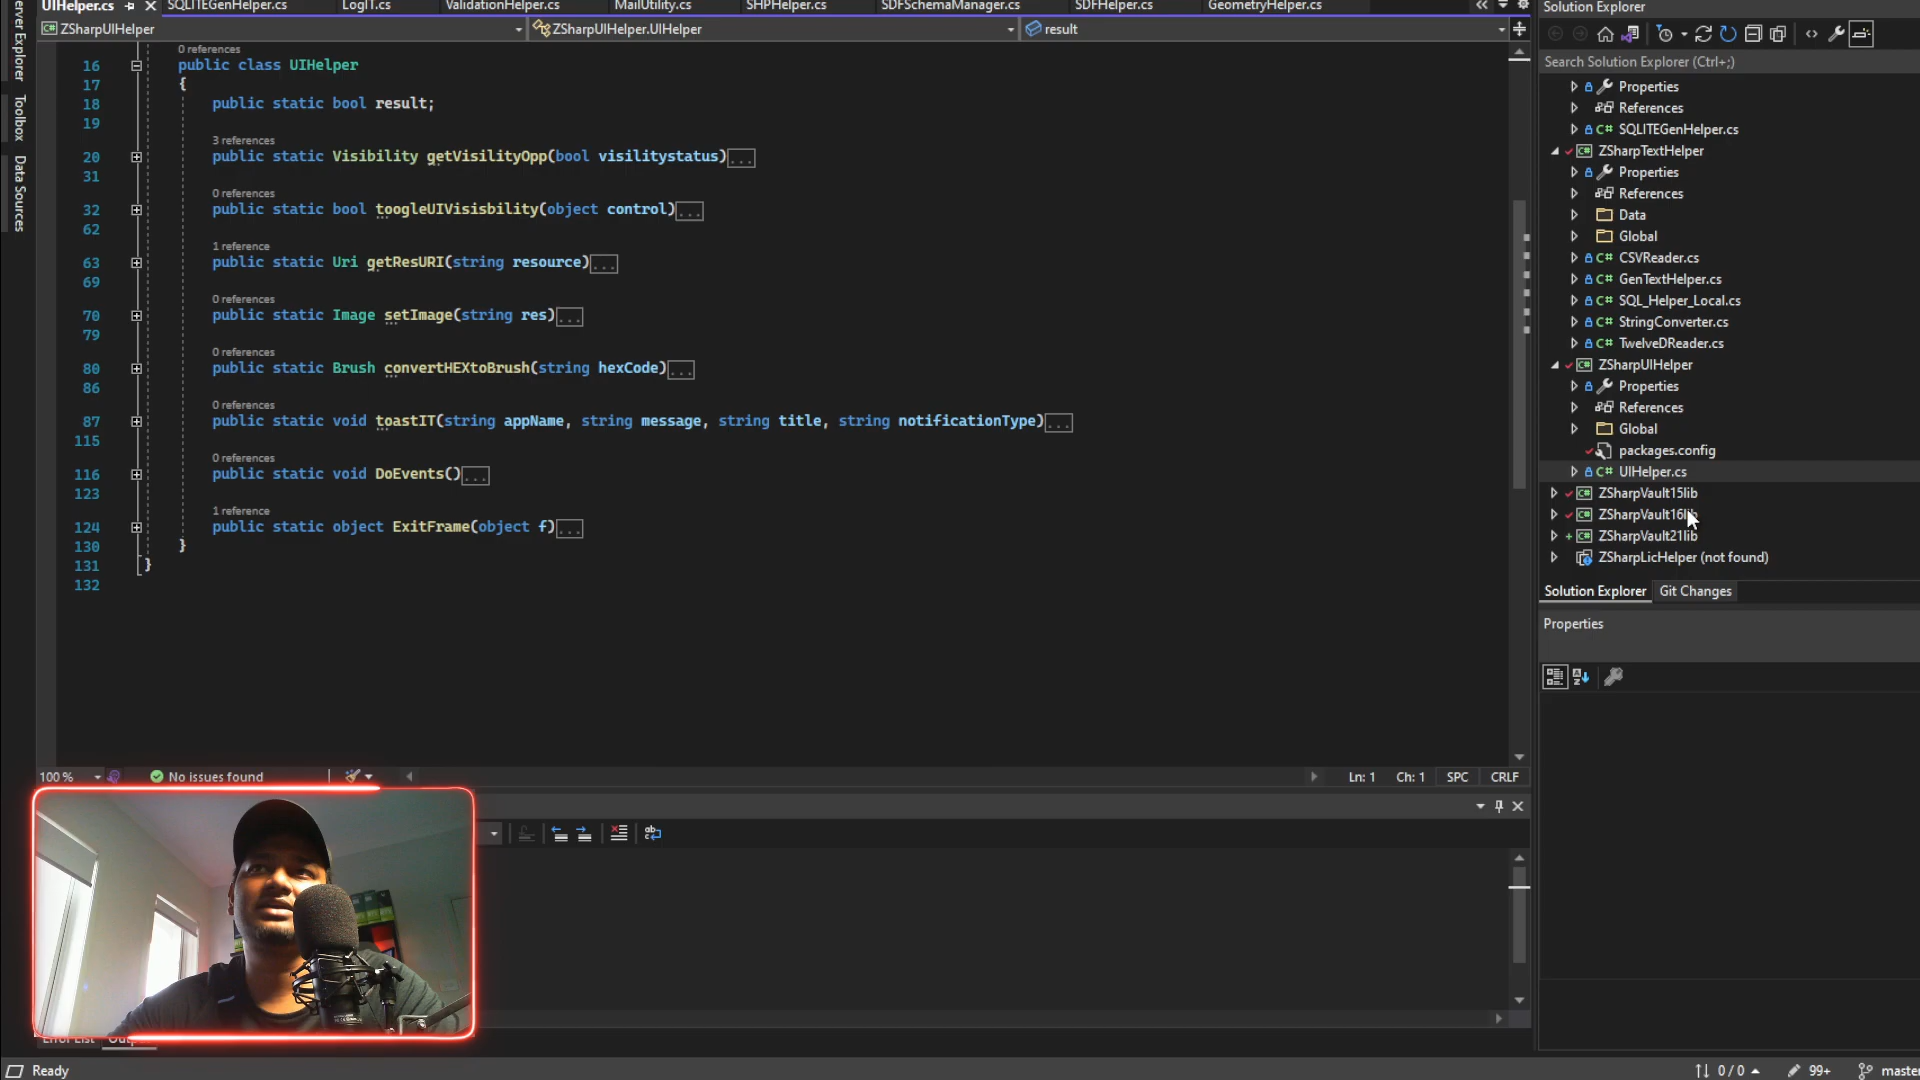 UIHelper.cs
SQLITEGenHelper.cs
LogIT.cs
ValidationHelper.cs
MailUtility.cs
SHPHelper.cs
SDFSchemaManager.cs
SDFHelper.cs
GeometryHelper.cs
ZSharpUIHelper
ZSharpUIHelper.UIHelper
result
Server Explorer
Toolbox
Data Sources
0 references
16 public class UIHelper
17 {
18 public static bool result;
19
3 references
20 public static Visibility getVisilityOpp(bool visilitystatus)...
31
0 references
32 public static bool toogleUIVisisbility(object control)...
62
1 reference
63 public static Uri getResURI(string resource)...
69
0 references
70 public static Image setImage(string res)...
79
0 references
80 public static Brush convertHEXtoBrush(string hexCode)...
86
0 references
87 public static void toastIT(string appName, string message, string title, string notificationType)...
115
0 references
116 public static void DoEvents()...
123
1 reference
124 public static object ExitFrame(object f)...
130 }
131 }
132
100 %
No issues found
Ln: 1 Ch: 1 SPC CRLF
Error List
Ready
Solution Explorer
Search Solution Explorer (Ctrl+;)
Properties
References
C# SQLITEGenHelper.cs
C# ZSharpTextHelper
Properties
References
Data
Global
C# CSVReader.cs
C# GenTextHelper.cs
C# SQL_Helper_Local.cs
C# StringConverter.cs
C# TwelveDReader.cs
C# ZSharpUIHelper
Properties
References
Global
packages.config
C# UIHelper.cs
C# ZSharpVault15lib
C# ZSharpVault16lib
C# ZSharpVault21lib
ZSharpLicHelper (not found)
Solution Explorer Git Changes
Properties
0 / 0 99+ master